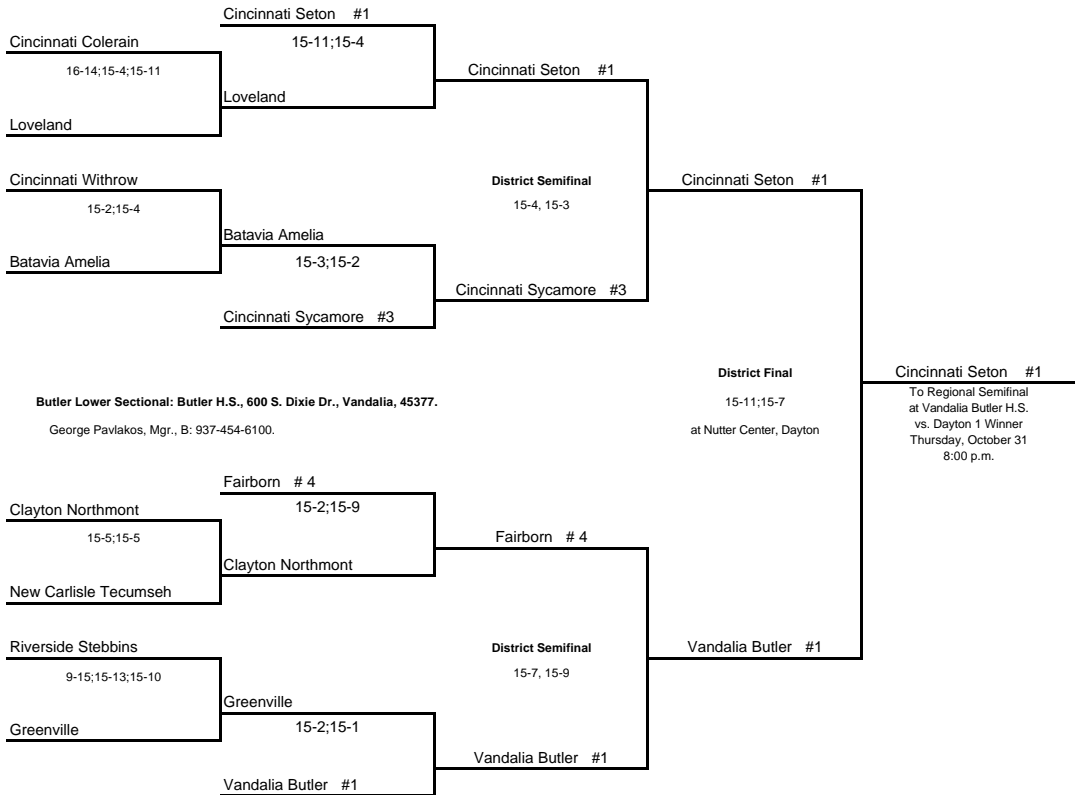 Cincinnati Seton #1
Cincinnati Colerain
15-11;15-4
16-14;15-4;15-11
Cincinnati Seton #1
Loveland
Loveland
Cincinnati Withrow
District Semifinal
Cincinnati Seton #1
15-2;15-4
15-4, 15-3
Batavia Amelia
Batavia Amelia
15-3;15-2
Cincinnati Sycamore #3
Cincinnati Sycamore #3
District Final
Cincinnati Seton #1
Butler Lower Sectional: Butler H.S., 600 S. Dixie Dr., Vandalia, 45377.
15-11;15-7
George Pavlakos, Mgr., B: 937-454-6100.
at Nutter Center, Dayton
To Regional Semifinal
at Vandalia Butler H.S.
vs. Dayton 1 Winner
Thursday, October 31
8:00 p.m.
Fairborn # 4
Clayton Northmont
15-2;15-9
15-5;15-5
Fairborn # 4
Clayton Northmont
New Carlisle Tecumseh
Riverside Stebbins
District Semifinal
Vandalia Butler #1
9-15;15-13;15-10
15-7, 15-9
Greenville
Greenville
15-2;15-1
Vandalia Butler #1
Vandalia Butler #1